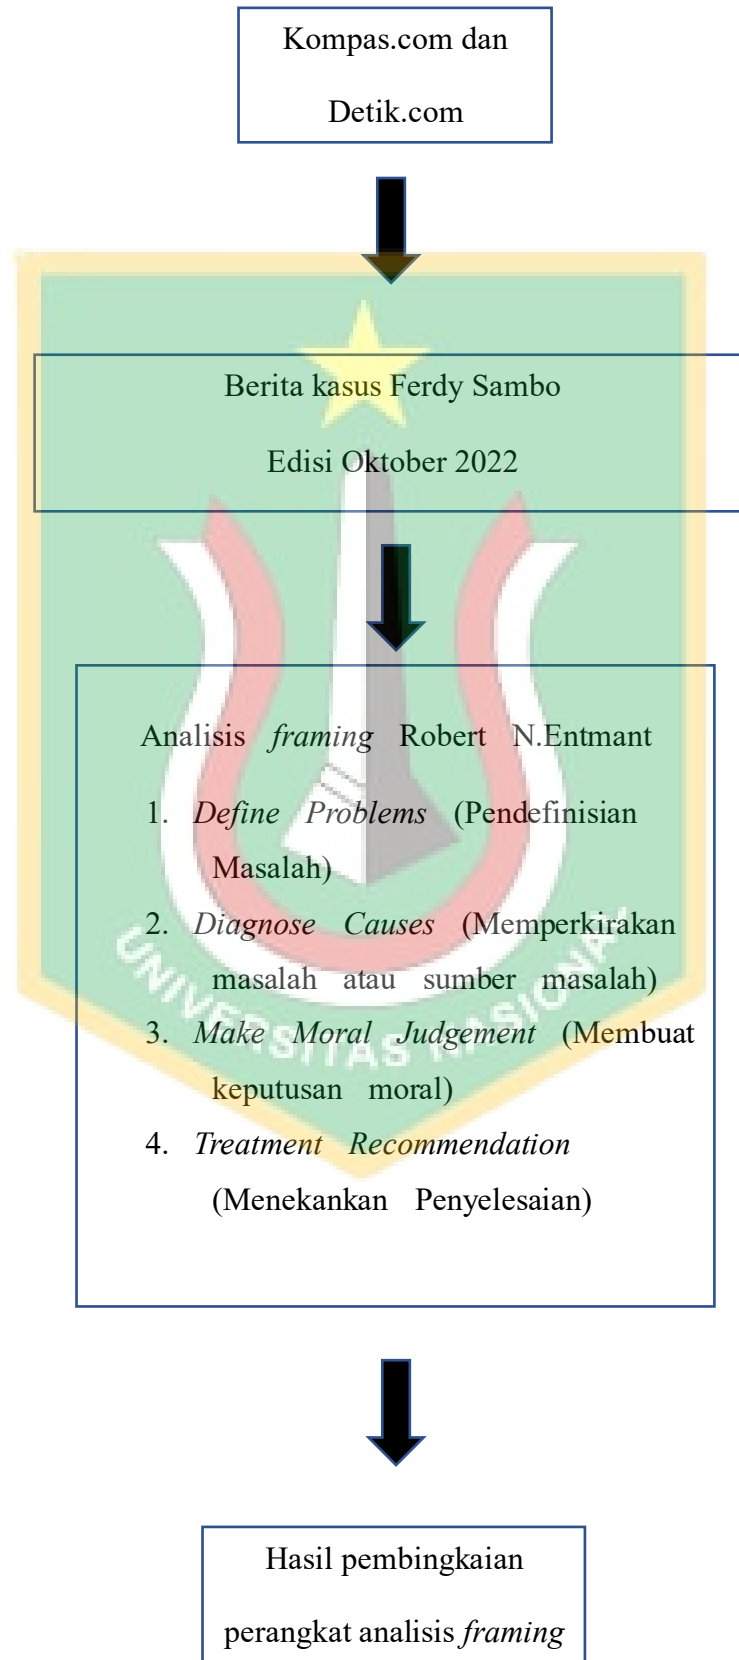 Kompas.com dan
Detik.com
Berita kasus Ferdy Sambo
Edisi Oktober 2022
Analisis framing Robert N.Entmant
1. Define Problems (Pendefinisian
Masalah)
2. Diagnose Causes (Memperkirakan
masalah atau sumber masalah)
3. Make Moral Judgement (Membuat
keputusan moral)
4. Treatment Recommendation
(Menekankan Penyelesaian)
UNIVERSITAS NASIONAL
Hasil pembingkaian
perangkat analisis framing